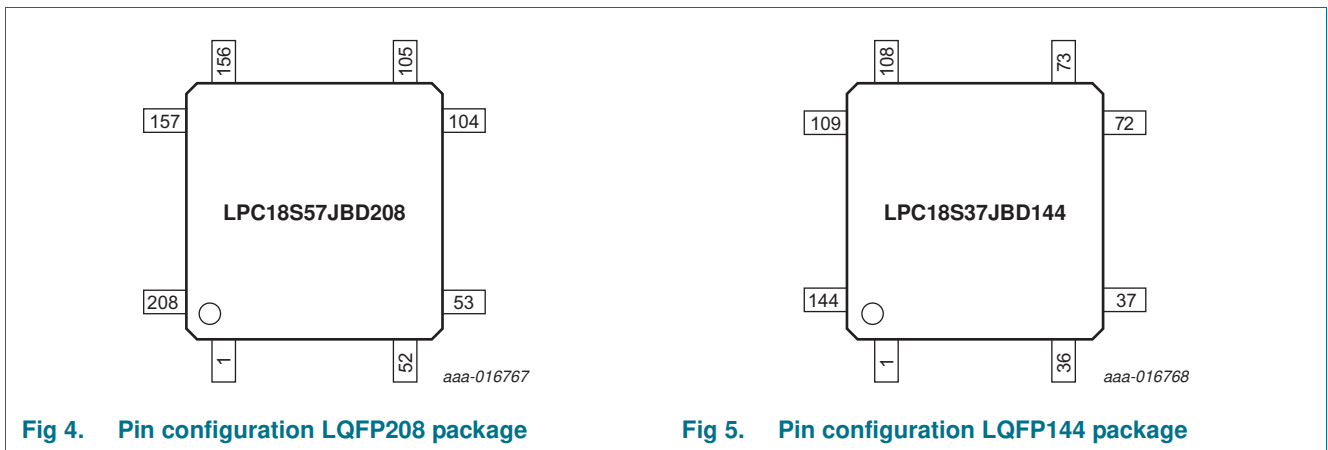 156
105
157
104
LPC18S57JBD208
208
53
1
52
aaa-016767
Fig 4. Pin configuration LQFP208 package
108
73
109
72
LPC18S37JBD144
144
37
1
36
aaa-016768
Fig 5. Pin configuration LQFP144 package